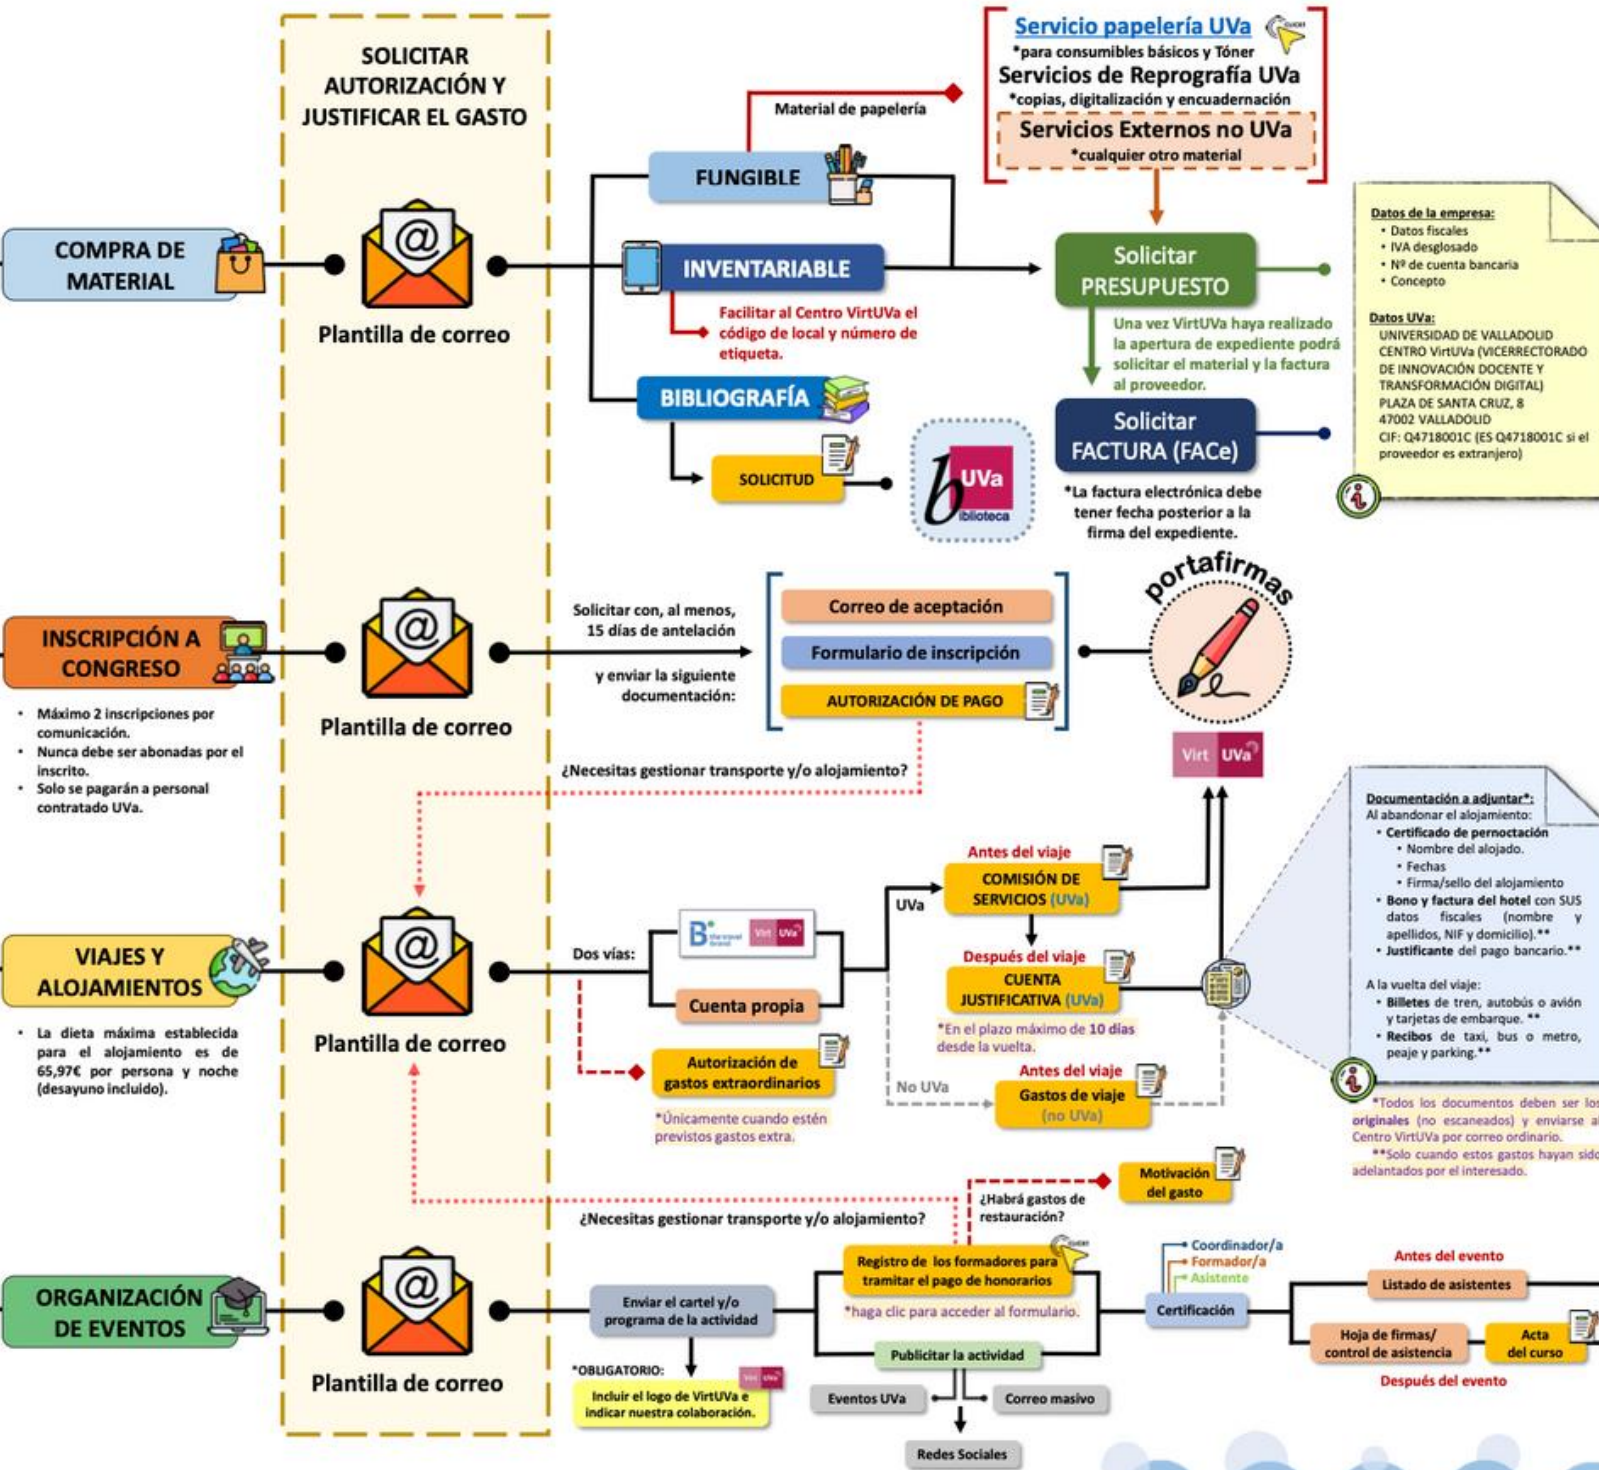 SOLICITAR
AUTORIZACIÓN Y
JUSTIFICAR EL GASTO
COMPRA DE
MATERIAL
Plantilla de correo
Material de papelería
Servicio papelería UVa
CLICK!
*para consumibles básicos y Tóner
Servicios de Reprografía UVa
*copias, digitalización y encuadernación
Servicios Externos no UVa
*cualquier otro material
FUNGIBLE
INVENTARIABLE
Facilitar al Centro VirtUVa el
código de local y número de
etiqueta.
BIBLIOGRAFÍA
SOLICITUD
UVa
biblioteca
Solicitar
PRESUPUESTO
Una vez VirtUVa haya realizado
la apertura de expediente podrá
solicitar el material y la factura
al proveedor.
Solicitar
FACTURA (FACe)
*La factura electrónica debe
tener fecha posterior a la
firma del expediente.
Datos de la empresa:
• Datos fiscales
• IVA desglosado
• Nº de cuenta bancaria
• Concepto
Datos UVa:
UNIVERSIDAD DE VALLADOLID
CENTRO VirtUVa (VICERRECTORADO
DE INNOVACIÓN DOCENTE Y
TRANSFORMACIÓN DIGITAL)
PLAZA DE SANTA CRUZ, 8
47002 VALLADOLID
CIF: Q4718001C (ES Q4718001C si el
proveedor es extranjero)
INSCRIPCIÓN A
CONGRESO
• Máximo 2 inscripciones por
comunicación.
• Nunca debe ser abonadas por el
inscrito.
• Solo se pagarán a personal
contratado UVa.
Plantilla de correo
Solicitar con, al menos,
15 días de antelación
y enviar la siguiente
documentación:
Correo de aceptación
Formulario de inscripción
AUTORIZACIÓN DE PAGO
portafirmas
Virt UVa
¿Necesitas gestionar transporte y/o alojamiento?
VIAJES Y
ALOJAMIENTOS
• La dieta máxima establecida
para el alojamiento es de
65,97€ por persona y noche
(desayuno incluido).
Plantilla de correo
Dos vías:
B the travel brand
Virt UVa
Cuenta propia
Autorización de
gastos extraordinarios
*Únicamente cuando estén
previstos gastos extra.
UVa
Antes del viaje
COMISIÓN DE
SERVICIOS (UVa)
Después del viaje
CUENTA
JUSTIFICATIVA (UVa)
*En el plazo máximo de 10 días
desde la vuelta.
No UVa
Antes del viaje
Gastos de viaje
(no UVa)
Documentación a adjuntar*:
Al abandonar el alojamiento:
• Certificado de pernoctación
• Nombre del alojado.
• Fechas
• Firma/sello del alojamiento
• Bono y factura del hotel con SUS
datos fiscales (nombre y
apellidos, NIF y domicilio).**
• Justificante del pago bancario.**
A la vuelta del viaje:
• Billetes de tren, autobús o avión
y tarjetas de embarque. **
• Recibos de taxi, bus o metro,
peaje y parking.**
*Todos los documentos deben ser los
originales (no escaneados) y enviarse al
Centro VirtUVa por correo ordinario.
**Solo cuando estos gastos hayan sido
adelantados por el interesado.
¿Necesitas gestionar transporte y/o alojamiento?
¿Habrá gastos de
restauración?
Motivación
del gasto
ORGANIZACIÓN
DE EVENTOS
Plantilla de correo
Enviar el cartel y/o
programa de la actividad
*OBLIGATORIO:
Virt UVa
Incluir el logo de VirtUVa e
indicar nuestra colaboración.
CLICK!
Registro de los formadores para
tramitar el pago de honorarios
*haga clic para acceder al formulario.
Publicitar la actividad
Eventos UVa
Correo masivo
Redes Sociales
Coordinador/a
Formador/a
Asistente
Certificación
Antes del evento
Listado de asistentes
Hoja de firmas/
control de asistencia
Acta
del curso
Después del evento